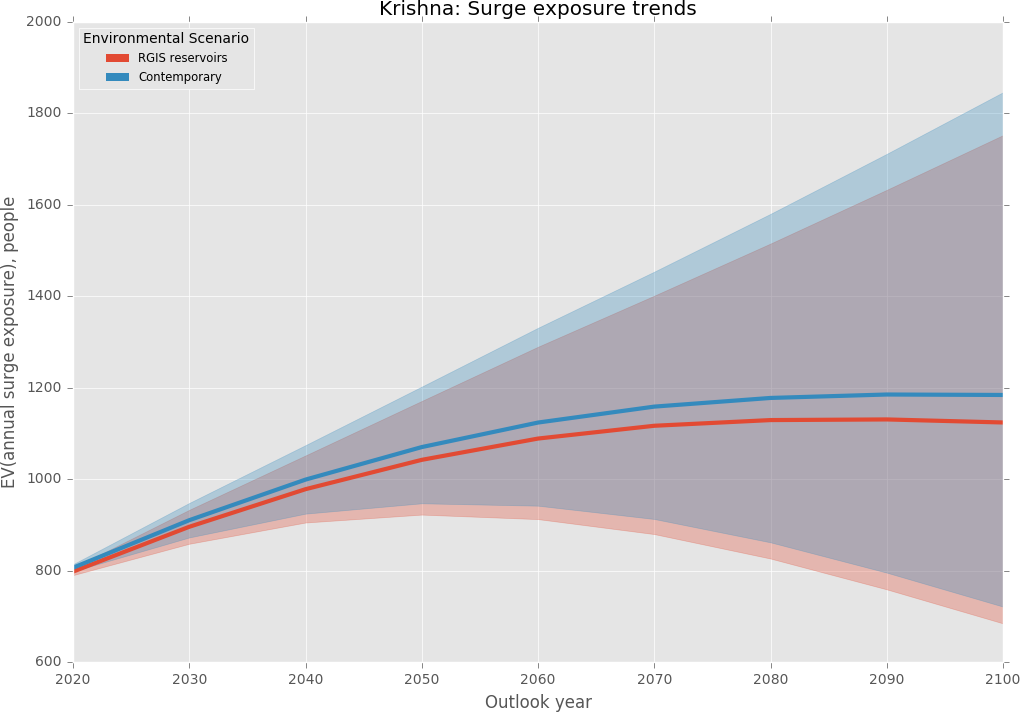 Krishna: Surge exposure trends
Environmental Scenario
RGIS reservoirs
Contemporary
EV(annual surge exposure), people
2000
1800
1600
1400
1200
1000
800
600
2020 2030 2040 2050 2060 2070 2080 2090 2100
Outlook year